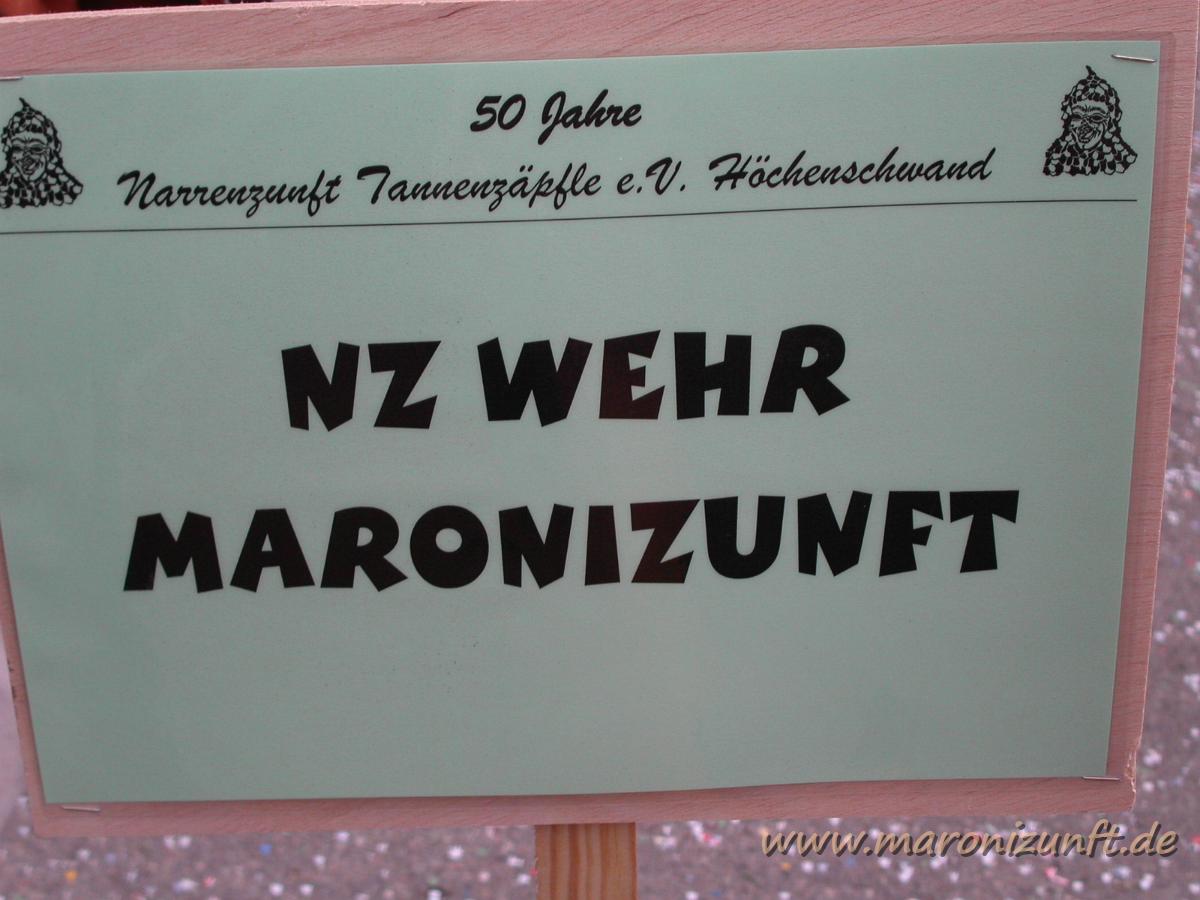 50 Jahre
Narrenzunft Tannenzäpfle e.V. Höchenschwand
NZ WEHR
MARONIZUNFT
www.maronizunft.de